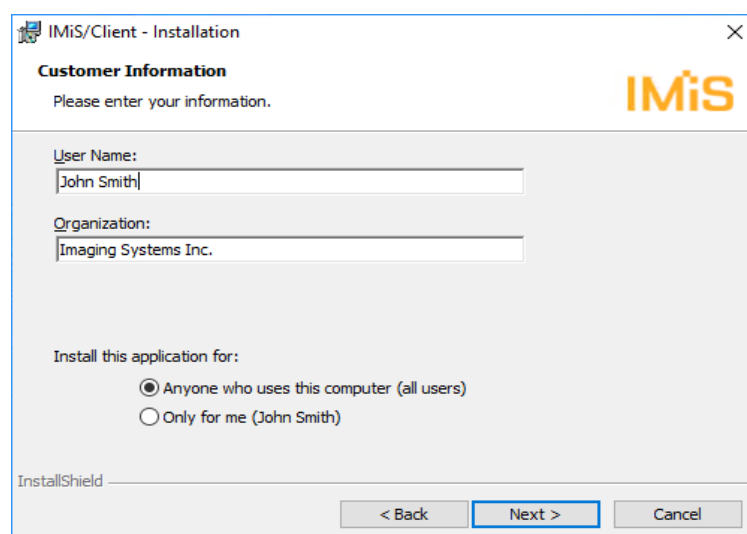 IMiS/Client - Installation
Customer Information
Please enter your information.
IMiS
User Name:
John Smith
Organization:
Imaging Systems Inc.
Install this application for:
Anyone who uses this computer (all users)
Only for me (John Smith)
InstallShield
< Back
Next >
Cancel